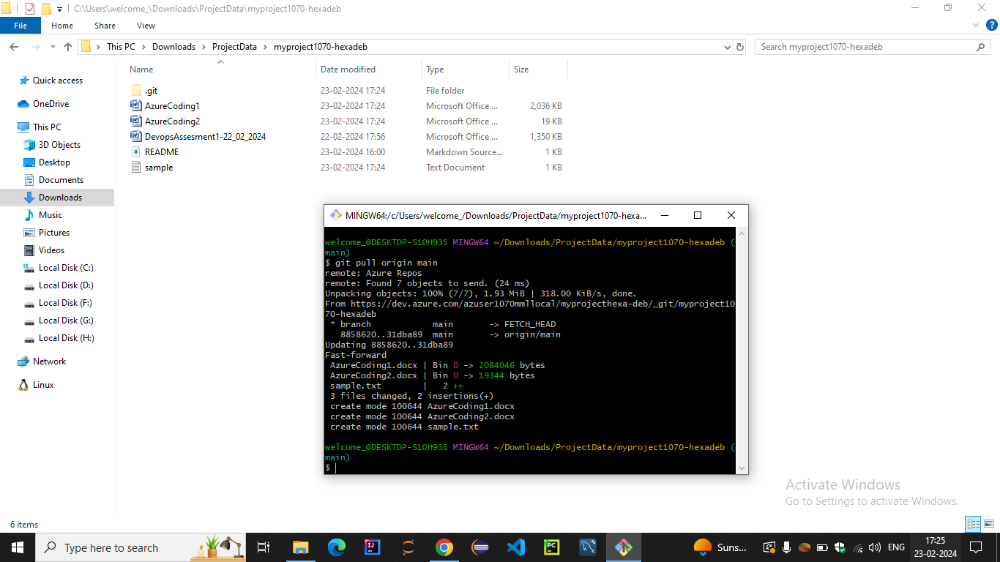 C:\Users\welcome_\Downloads\ProjectData\myproject1070-hexadeb
File Home Share View
This PC Downloads ProjectData myproject1070-hexadeb
Search myproject1070-hexadeb
Quick access
OneDrive
This PC
3D Objects
Desktop
Documents
Downloads
Music
Pictures
Videos
Local Disk (C:)
Local Disk (D:)
Local Disk (F:)
Local Disk (G:)
Local Disk (H:)
Network
Linux
Name Date modified Type Size
.git 23-02-2024 17:24 File folder
AzureCoding1 23-02-2024 17:24 Microsoft Office ... 2,036 KB
AzureCoding2 23-02-2024 17:24 Microsoft Office ... 19 KB
DevopsAssesment1-22_02_2024 22-02-2024 17:56 Microsoft Office ... 1,350 KB
README 23-02-2024 16:00 Markdown Source... 1 KB
sample 23-02-2024 17:24 Text Document 1 KB
MINGW64:/c/Users/welcome_/Downloads/ProjectData/myproject1070-hexa...
welcome_@DESKTOP-S1OH935 MINGW64 ~/Downloads/ProjectData/myproject1070-hexadeb (
main)
$ git pull origin main
remote: Azure Repos
remote: Found 7 objects to send. (24 ms)
Unpacking objects: 100% (7/7), 1.93 MiB | 318.00 KiB/s, done.
From https://dev.azure.com/azuser1070mmllocal/myprojecthexa-deb/_git/myproject10
70-hexadeb
* branch main -> FETCH_HEAD
8858620..31dba89 main -> origin/main
Updating 8858620..31dba89
Fast-forward
AzureCoding1.docx | Bin 0 -> 2084046 bytes
AzureCoding2.docx | Bin 0 -> 19344 bytes
sample.txt | 2 ++
3 files changed, 2 insertions(+)
create mode 100644 AzureCoding1.docx
create mode 100644 AzureCoding2.docx
create mode 100644 sample.txt
welcome_@DESKTOP-S1OH935 MINGW64 ~/Downloads/ProjectData/myproject1070-hexadeb (
main)
$
Activate Windows
Go to Settings to activate Windows.
6 items
Type here to search
Suns...
ENG
17:25
23-02-2024